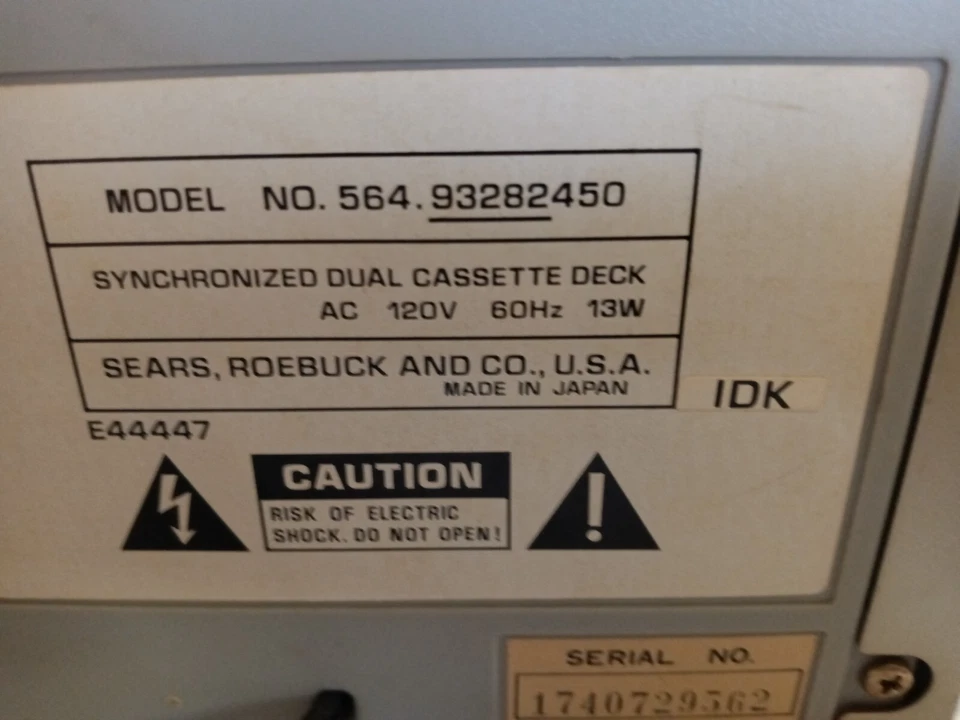 MODEL NO. 564.93282450
SYNCHRONIZED DUAL CASSETTE DECK
AC 120V 60Hz 13W
SEARS, ROEBUCK AND CO., U.S.A.
MADE IN JAPAN
IDK
E44447
CAUTION
RISK OF ELECTRIC
SHOCK. DO NOT OPEN!
SERIAL NO.
1740729562